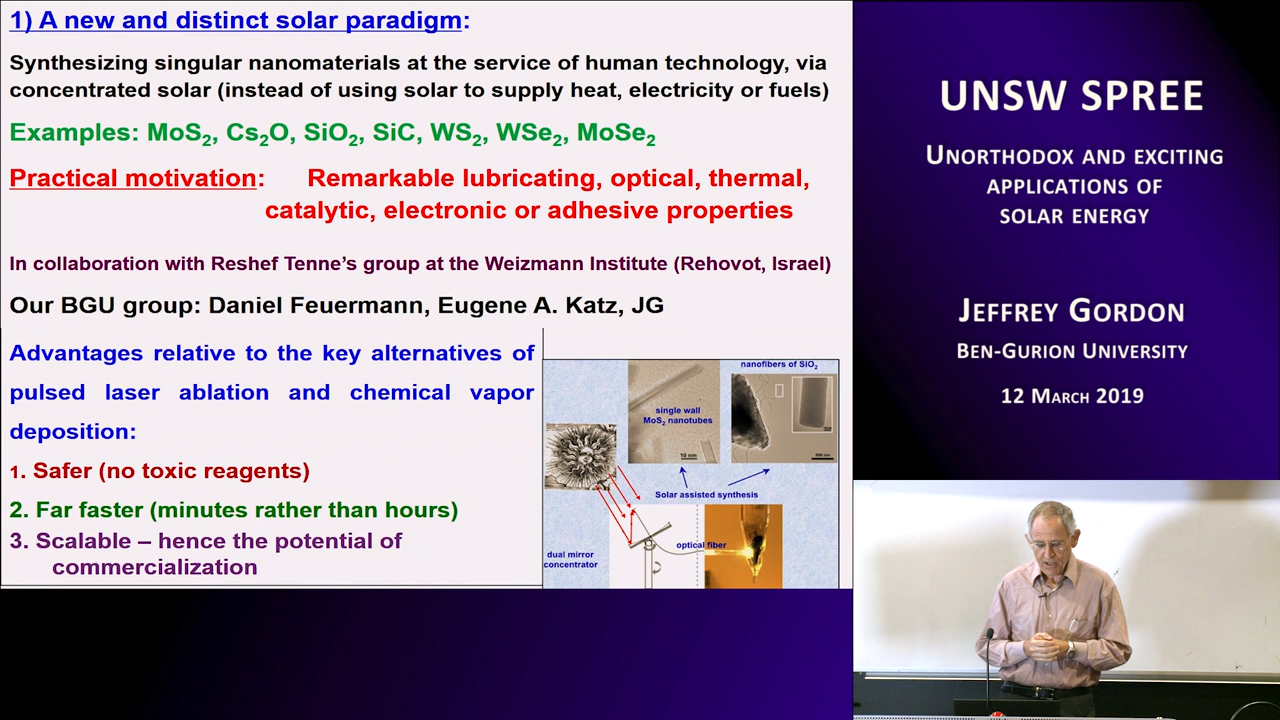 1) A new and distinct solar paradigm:
Synthesizing singular nanomaterials at the service of human technology, via
concentrated solar (instead of using solar to supply heat, electricity or fuels)
Examples: MoS2, Cs2O, SiO2, SiC, WS2, WSe2, MoSe2
Practical motivation: Remarkable lubricating, optical, thermal,
catalytic, electronic or adhesive properties
In collaboration with Reshef Tenne's group at the Weizmann Institute (Rehovot, Israel)
Our BGU group: Daniel Feuermann, Eugene A. Katz, JG
Advantages relative to the key alternatives of
pulsed laser ablation and chemical vapor
deposition:
1. Safer (no toxic reagents)
2. Far faster (minutes rather than hours)
3. Scalable – hence the potential of
commercialization
nanofibers of SiO2
single wall
MoS2 nanotubes
10 nm
Solar assisted synthesis
optical fiber
dual mirror
concentrator
UNSW SPREE
UNORTHODOX AND EXCITING
APPLICATIONS OF
SOLAR ENERGY
JEFFREY GORDON
BEN-GURION UNIVERSITY
12 MARCH 2019